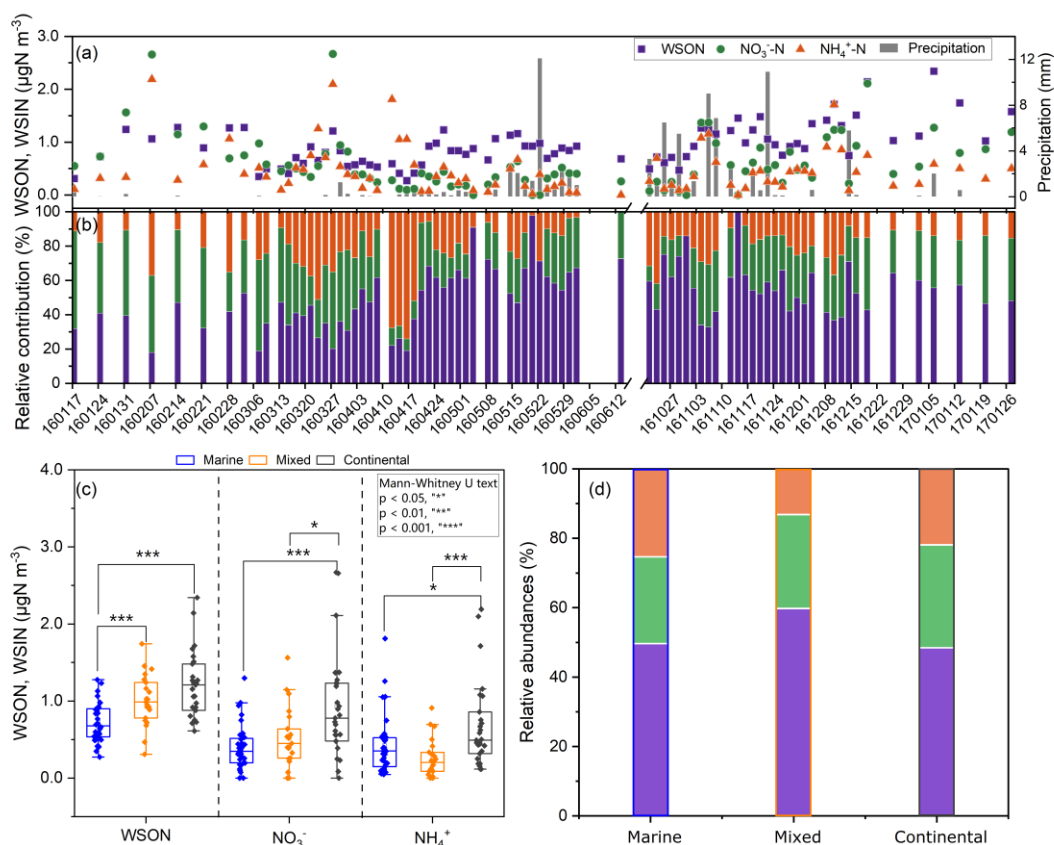 (a)
WSON NO₃⁻-N NH₄⁺-N Precipitation
WSON, WSIN (µgN m⁻³)
3.0
2.0
1.0
0.0
Precipitation (mm)
12
8
4
0
(b)
Relative contribution (%)
100
80
60
40
20
0
160117 160124 160131 160207 160214 160221 160228 160306 160313 160320 160327 160403 160410 160417 160424 160501 160508 160515 160522 160529 160605 160612 161027 161103 161110 161117 161124 161201 161208 161215 161222 161229 170105 170112 170119 170126
Marine Mixed Continental
(c)
WSON, WSIN (µgN m⁻³)
4.0
3.0
2.0
1.0
0.0
Mann-Whitney U text
p < 0.05, "*"
p < 0.01, "**"
p < 0.001, "***"
***
***
*
***
***
*
WSON NO₃⁻ NH₄⁺
(d)
Relative abundances (%)
100
80
60
40
20
0
Marine Mixed Continental